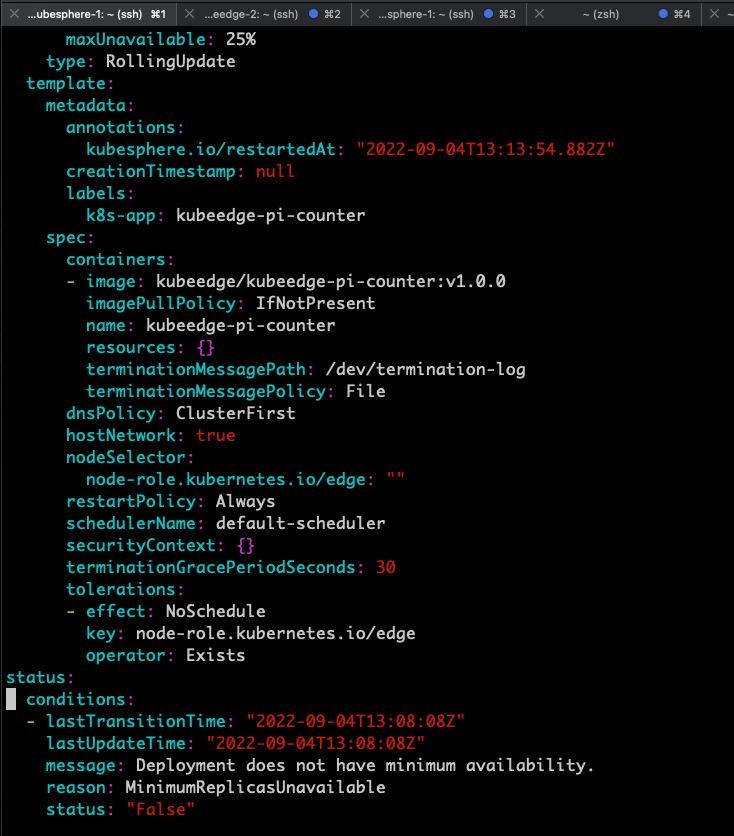 ...ubesphere-1: ~ (ssh) ⌘1 ...eedge-2: ~ (ssh) ⌘2 ...sphere-1: ~ (ssh) ⌘3 ~ (zsh) ⌘4 ~
      maxUnavailable: 25%
    type: RollingUpdate
  template:
    metadata:
      annotations:
        kubesphere.io/restartedAt: "2022-09-04T13:13:54.882Z"
      creationTimestamp: null
      labels:
        k8s-app: kubeedge-pi-counter
    spec:
      containers:
      - image: kubeedge/kubeedge-pi-counter:v1.0.0
        imagePullPolicy: IfNotPresent
        name: kubeedge-pi-counter
        resources: {}
        terminationMessagePath: /dev/termination-log
        terminationMessagePolicy: File
      dnsPolicy: ClusterFirst
      hostNetwork: true
      nodeSelector:
        node-role.kubernetes.io/edge: ""
      restartPolicy: Always
      schedulerName: default-scheduler
      securityContext: {}
      terminationGracePeriodSeconds: 30
      tolerations:
      - effect: NoSchedule
        key: node-role.kubernetes.io/edge
        operator: Exists
status:
  conditions:
  - lastTransitionTime: "2022-09-04T13:08:08Z"
    lastUpdateTime: "2022-09-04T13:08:08Z"
    message: Deployment does not have minimum availability.
    reason: MinimumReplicasUnavailable
    status: "False"